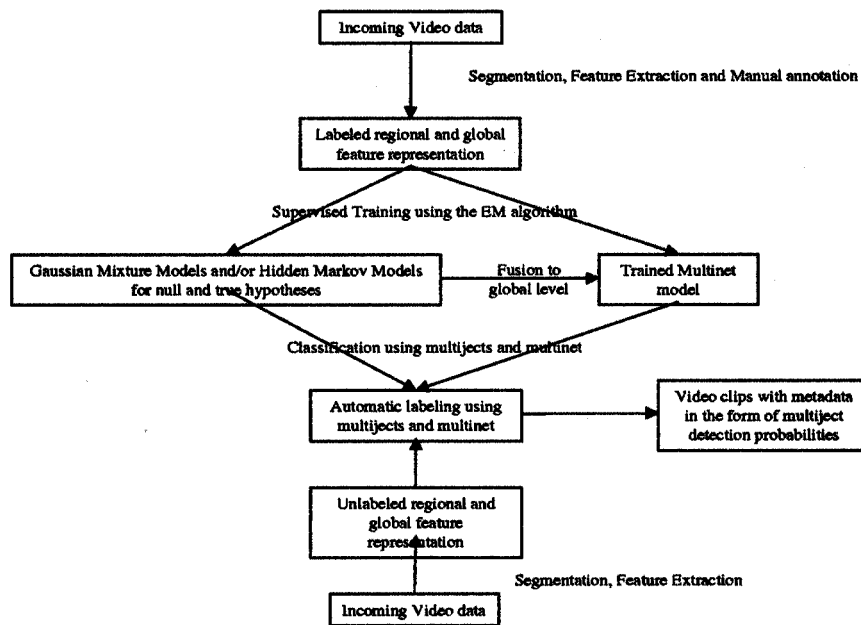 Incoming Video data
Segmentation, Feature Extraction and Manual annotation
Labeled regional and global
feature representation
Supervised Training using the EM algorithm
Gaussian Mixture Models and/or Hidden Markov Models
for null and true hypotheses
Fusion to
global level
Trained Multinet
model
Classification using multijects and multinet
Automatic labeling using
multijects and multinet
Video clips with metadata
in the form of multiject
detection probabilities
Unlabeled regional and
global feature
representation
Segmentation, Feature Extraction
Incoming Video data